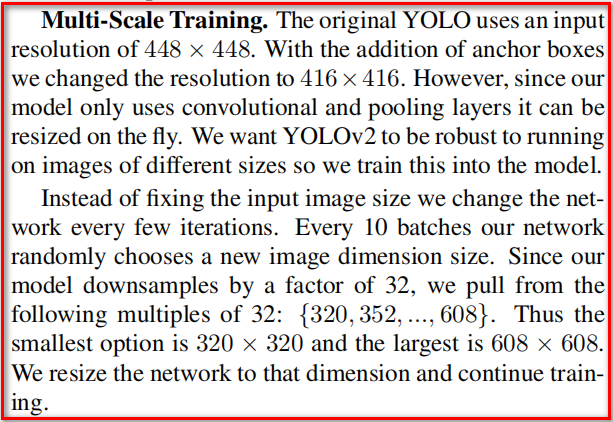 Multi-Scale Training. The original YOLO uses an input
resolution of 448 × 448. With the addition of anchor boxes
we changed the resolution to 416 × 416. However, since our
model only uses convolutional and pooling layers it can be
resized on the fly. We want YOLOv2 to be robust to running
on images of different sizes so we train this into the model.
Instead of fixing the input image size we change the net-
work every few iterations. Every 10 batches our network
randomly chooses a new image dimension size. Since our
model downsamples by a factor of 32, we pull from the
following multiples of 32: {320, 352, ..., 608}. Thus the
smallest option is 320 × 320 and the largest is 608 × 608.
We resize the network to that dimension and continue train-
ing.